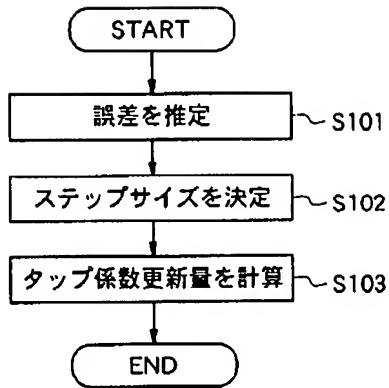 START
誤差を推定
S101
ステップサイズを決定
S102
タップ係数更新量を計算
S103
END